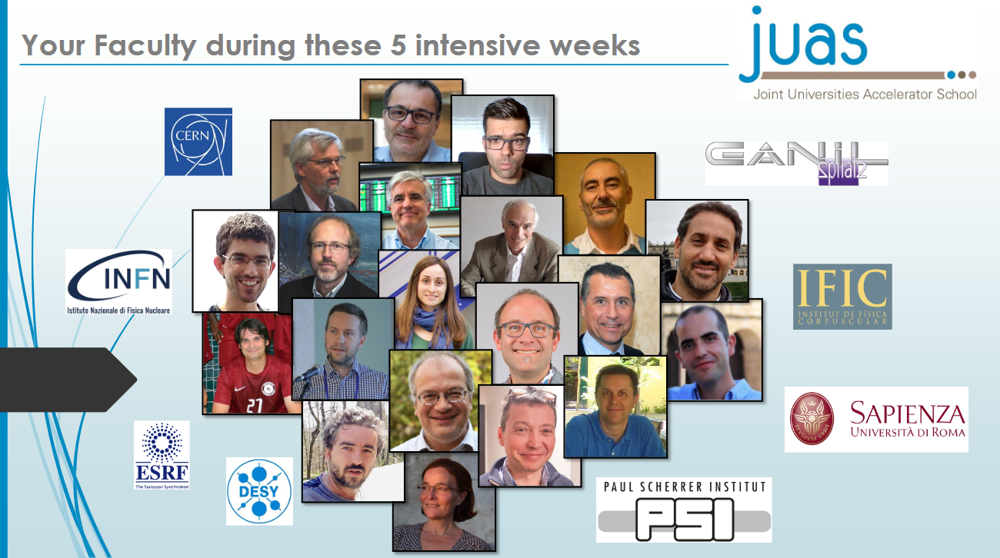 Your Faculty during these 5 intensive weeks
juas
Joint Universities Accelerator School
CERN
GANIL
spiral2
INFN
Istituto Nazionale di Fisica Nucleare
IFIC
INSTITUT DE FÍSICA
CORPUSCULAR
27
SAPIENZA
UNIVERSITÀ DI ROMA
STVDIVM VRBIS
ESRF
The European Synchrotron
DESY
PAUL SCHERRER INSTITUT
PSI